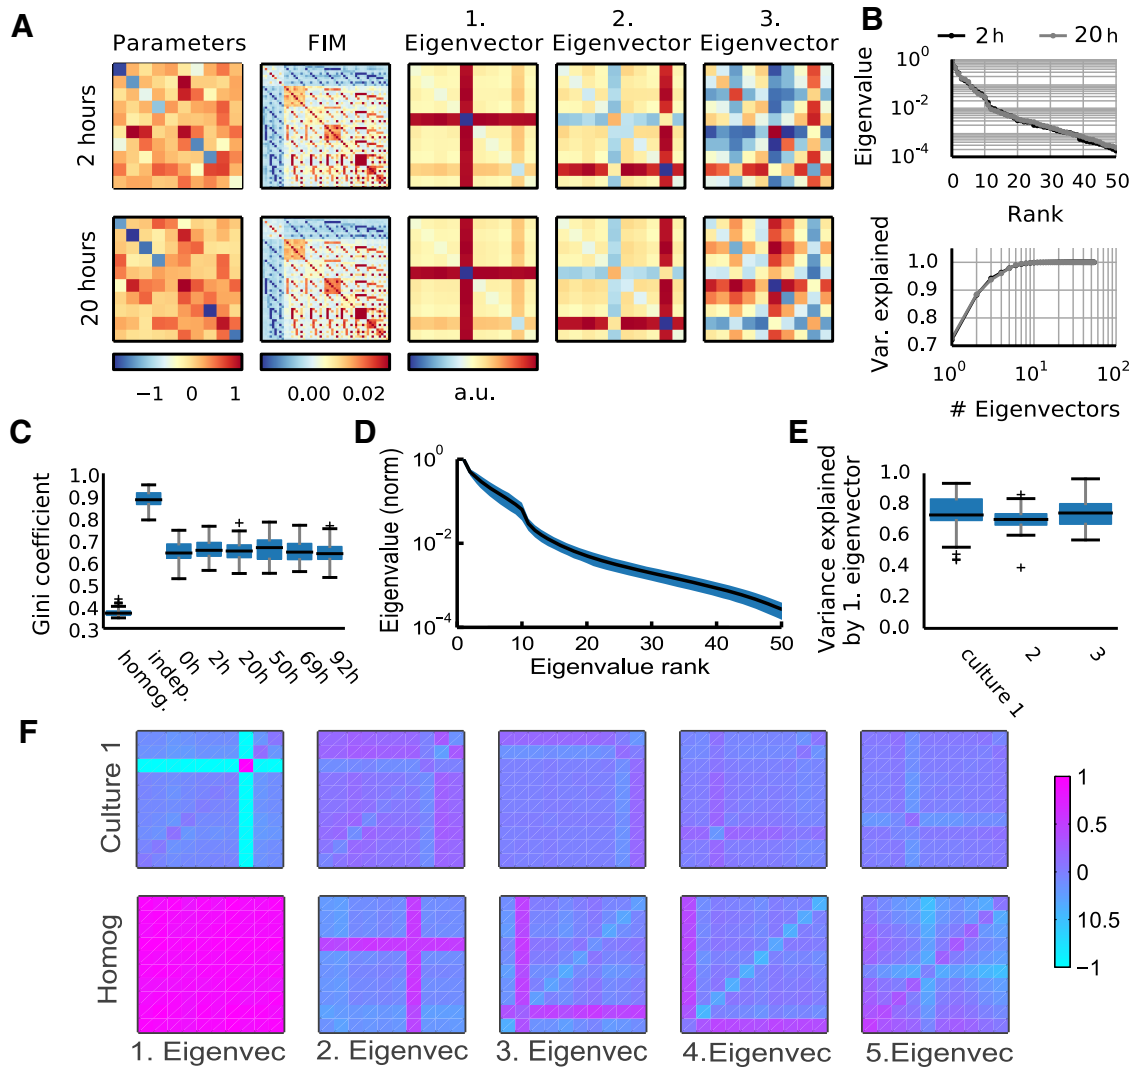 A
Parameters
FIM
1.
Eigenvector
2.
Eigenvector
3.
Eigenvector
2 hours
20 hours
−1 0 1
0.00 0.02
a.u.
B
2 h 20 h
Eigenvalue
10^0
10^-2
10^-4
0 10 20 30 40 50
Rank
Var. explained
1.0
0.9
0.8
0.7
10^0 10^1 10^2
# Eigenvectors
C
Gini coefficient
1.0
0.9
0.8
0.7
0.6
0.5
0.4
0.3
homog.
indep.
0h
2h
20h
50h
69h
92h
D
Eigenvalue (norm)
10^0
10^-2
10^-4
0 10 20 30 40 50
Eigenvalue rank
E
Variance explained
by 1. eigenvector
1.0
0.8
0.6
0.4
0.2
0.0
culture 1
2
3
F
Culture 1
Homog
1. Eigenvec
2. Eigenvec
3. Eigenvec
4.Eigenvec
5.Eigenvec
1
0.5
0
10.5
−1